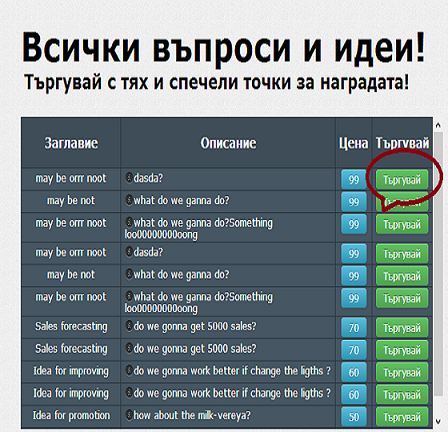 Всички въпроси и идеи!
Търгувай с тях и спечели точки за наградата!
Заглавие Описание Цена Търгувай
may be orrr noot dasda? 99 Търгувай
may be not what do we ganna do? 99 Търгувай
may be orrr noot what do we ganna do?Something 99 Търгувай
loo00000000oong
may be orrr noot dasda? 99 Търгувай
may be not what do we ganna do? 99 Търгувай
may be orrr noot what do we ganna do?Something 99 Търгувай
loo00000000oong
Sales forecasting do we gonna get 5000 sales? 70 Търгувай
Sales forecasting do we gonna get 5000 sales? 70 Търгувай
Idea for improving do we gonna work better if change the ligths ? 60 Търгувай
Idea for improving do we gonna work better if change the ligths ? 60 Търгувай
Idea for promotion how about the milk-vereya? 50 Търгувай